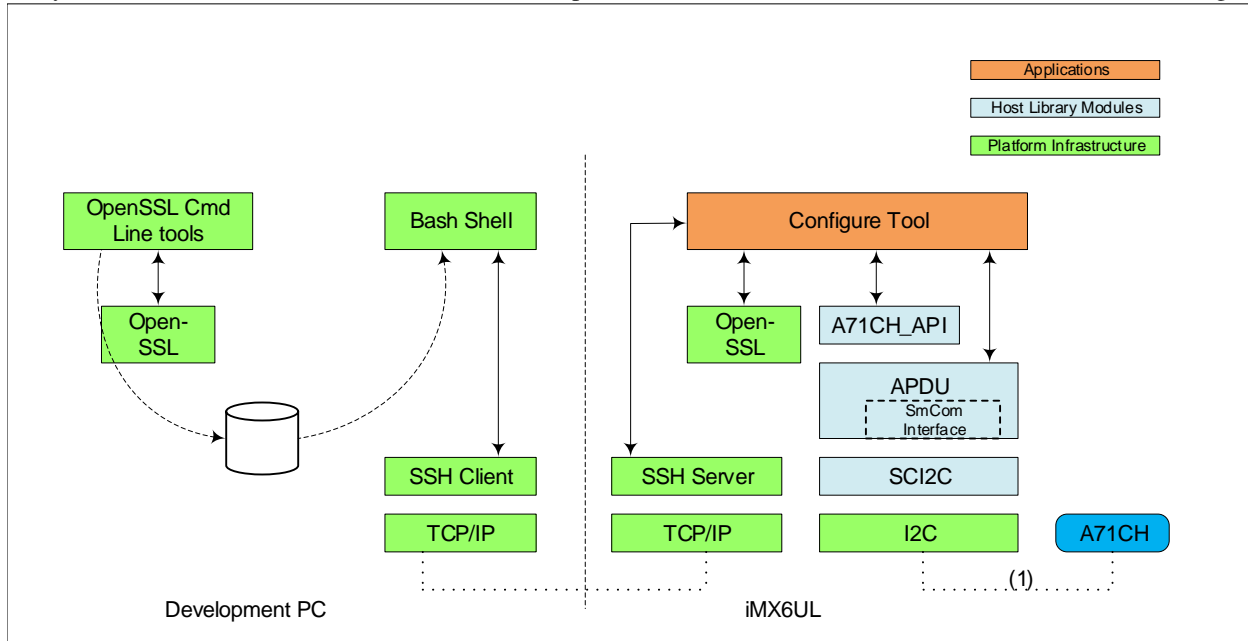 Applications
Host Library Modules
Platform Infrastructure
OpenSSL Cmd
Line tools
Bash Shell
Configure Tool
Open-
SSL
Open-
SSL
A71CH_API
APDU
SmCom
Interface
SSH Client
SSH Server
SCI2C
TCP/IP
TCP/IP
I2C
A71CH
(1)
Development PC
iMX6UL